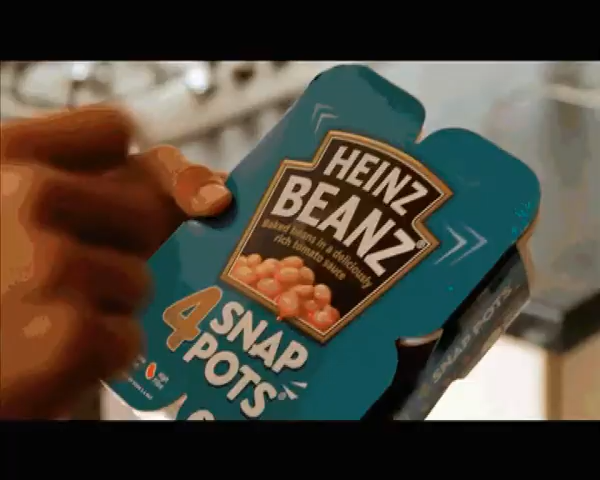 HEINZ
BEANZ®
Baked beans in a deliciously
rich tomato sauce
4 SNAP
POTS
SNAP POTS